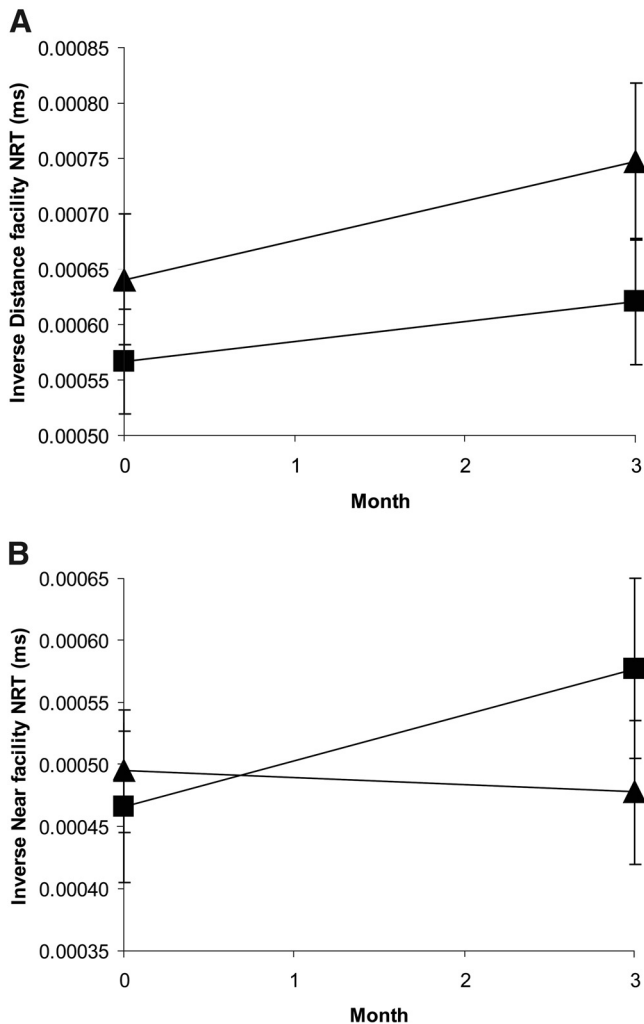 A
Inverse Distance facility NRT (ms)
0.00085
0.00080
0.00075
0.00070
0.00065
0.00060
0.00055
0.00050
0 1 2 3
Month
B
Inverse Near facility NRT (ms)
0.00065
0.00060
0.00055
0.00050
0.00045
0.00040
0.00035
0 1 2 3
Month